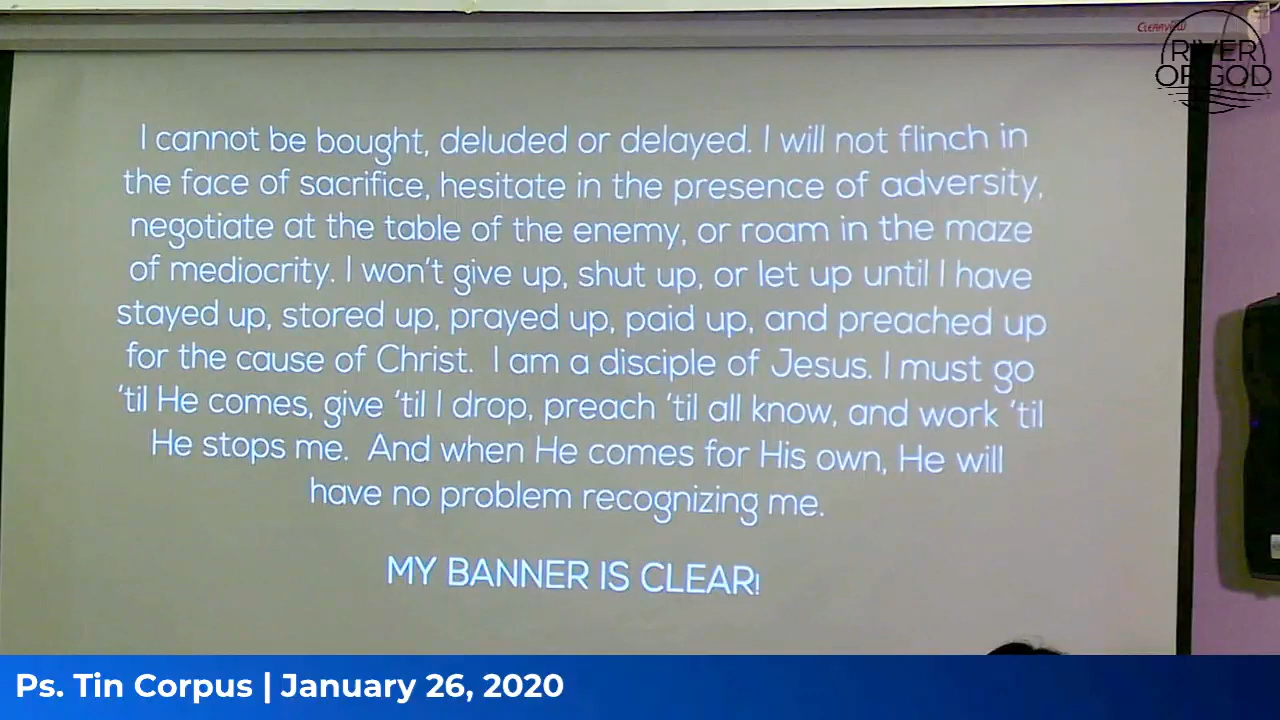 CLEARVIEW
RIVER
OF GOD
I cannot be bought, deluded or delayed. I will not flinch in
the face of sacrifice, hesitate in the presence of adversity,
negotiate at the table of the enemy, or roam in the maze
of mediocrity. I won't give up, shut up, or let up until I have
stayed up, stored up, prayed up, paid up, and preached up
for the cause of Christ. I am a disciple of Jesus. I must go
'til He comes, give 'til I drop, preach 'til all know, and work 'til
He stops me. And when He comes for His own, He will
have no problem recognizing me.
MY BANNER IS CLEAR!
Ps. Tin Corpus | January 26, 2020